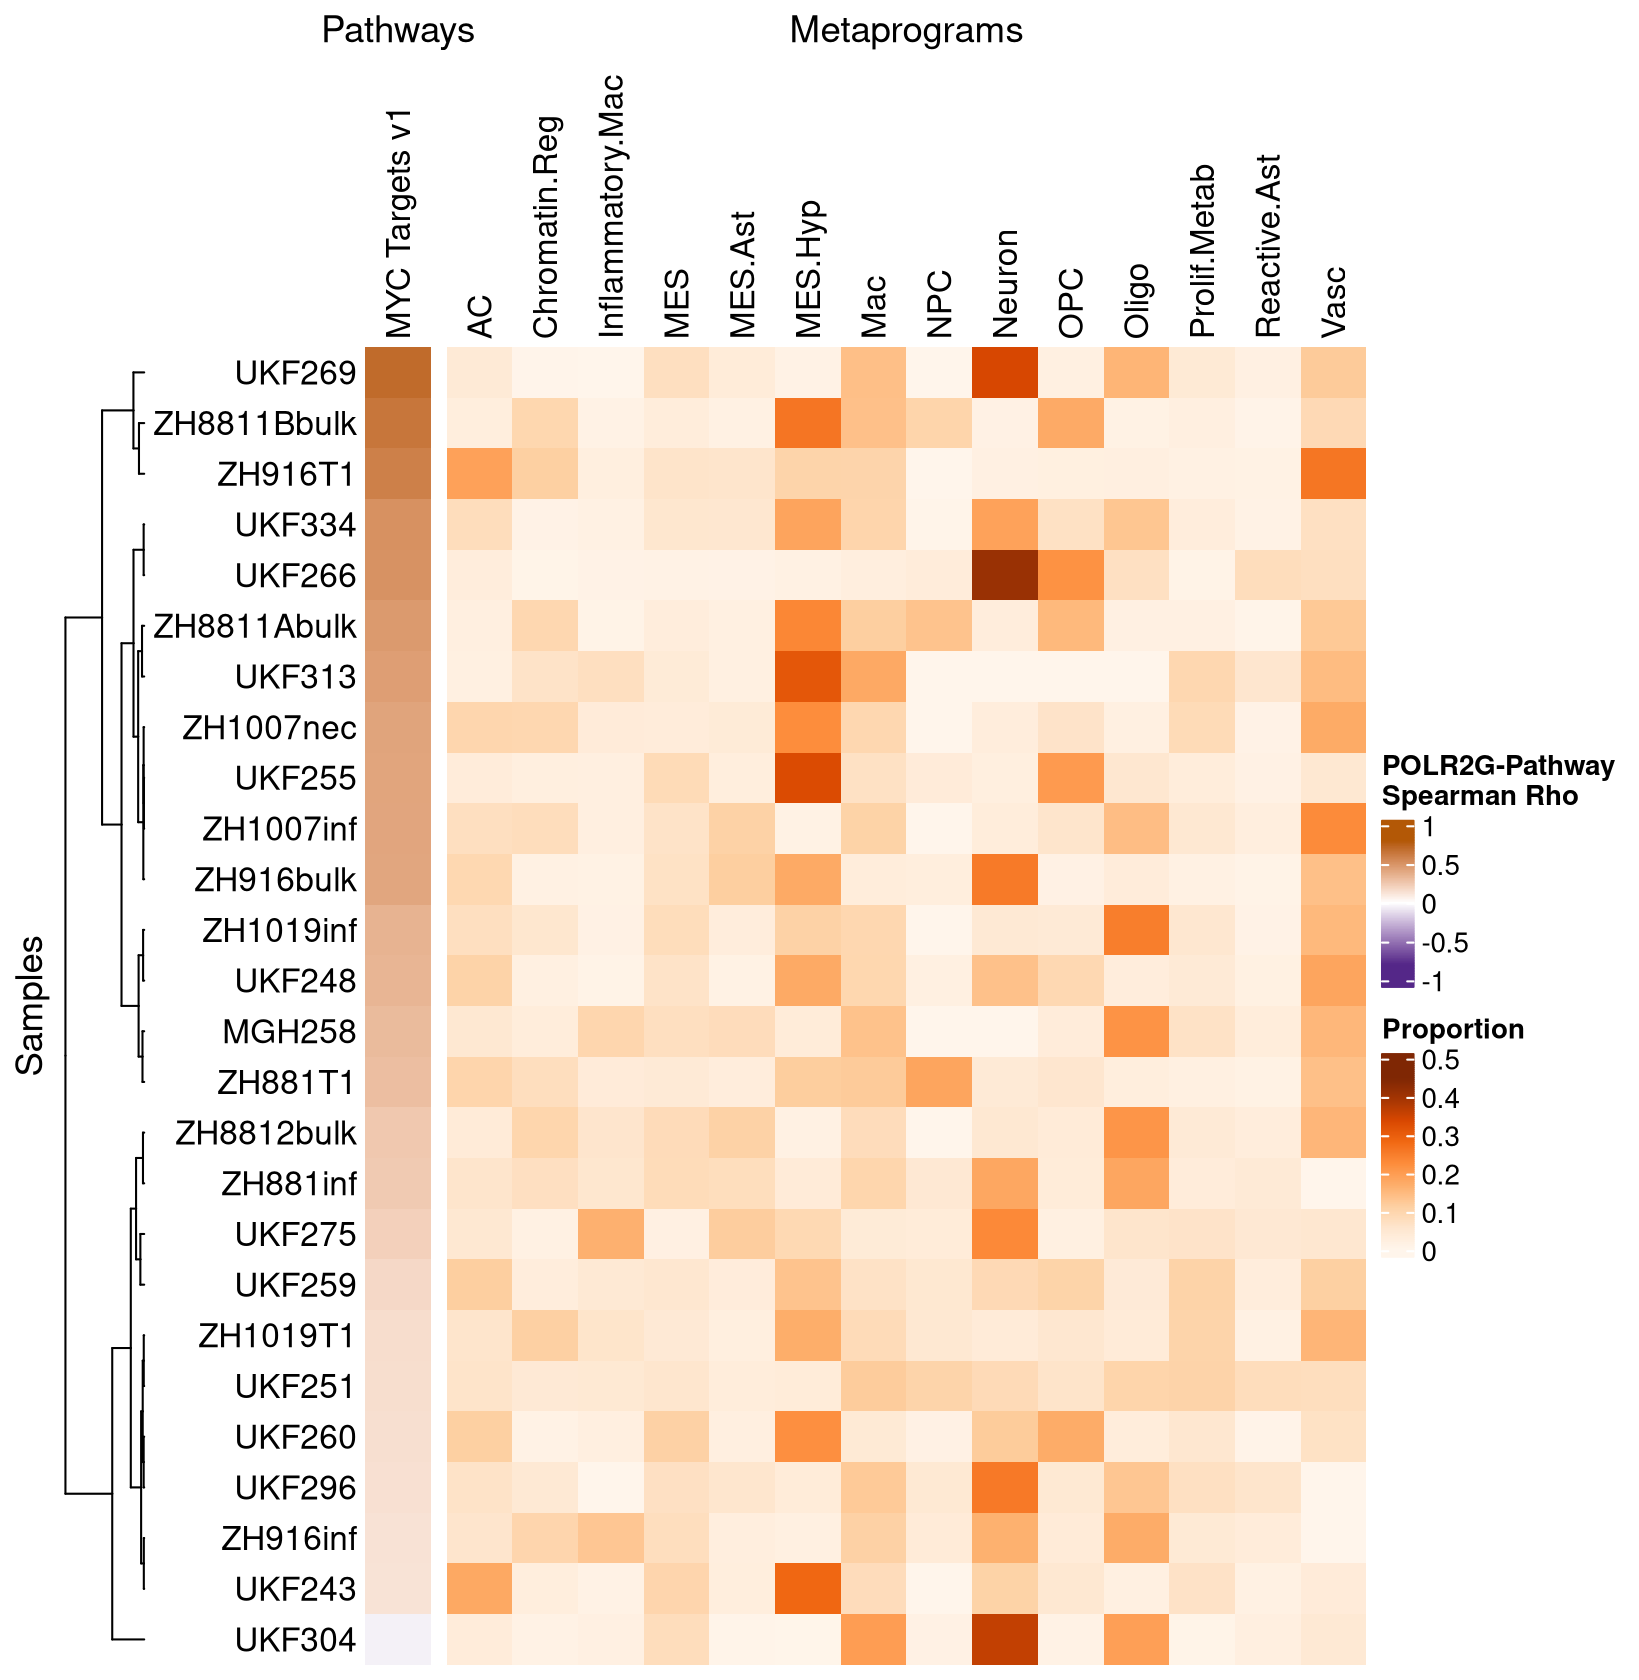 Pathways
Metaprograms
MYC Targets v1
AC
Chromatin.Reg
Inflammatory.Mac
MES
MES.Ast
MES.Hyp
Mac
NPC
Neuron
OPC
Oligo
Prolif.Metab
Reactive.Ast
Vasc
Samples
UKF269
ZH8811Bbulk
ZH916T1
UKF334
UKF266
ZH8811Abulk
UKF313
ZH1007nec
UKF255
ZH1007inf
ZH916bulk
ZH1019inf
UKF248
MGH258
ZH881T1
ZH8812bulk
ZH881inf
UKF275
UKF259
ZH1019T1
UKF251
UKF260
UKF296
ZH916inf
UKF243
UKF304
POLR2G-Pathway
Spearman Rho
1
0.5
0
-0.5
-1
Proportion
0.5
0.4
0.3
0.2
0.1
0